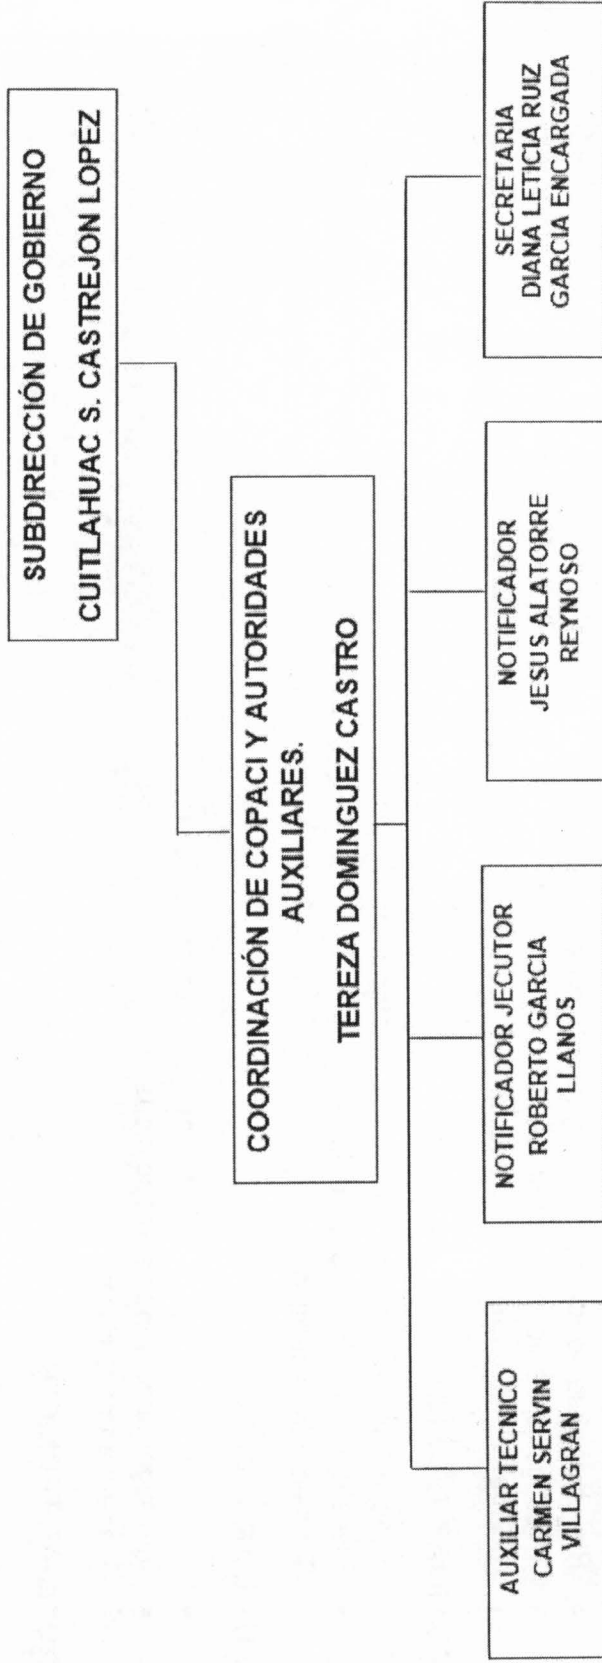 SUBDIRECCIÓN DE GOBIERNO
CUITLAHUAC S. CASTREJON LOPEZ
COORDINACIÓN DE COPACI Y AUTORIDADES
AUXILIARES.
TEREZA DOMINGUEZ CASTRO
AUXILIAR TECNICO
CARMEN SERVIN
VILLAGRAN
NOTIFICADOR JECUTOR
ROBERTO GARCIA
LLANOS
NOTIFICADOR
JESUS ALATORRE
REYNOSO
SECRETARIA
DIANA LETICIA RUIZ
GARCIA ENCARGADA